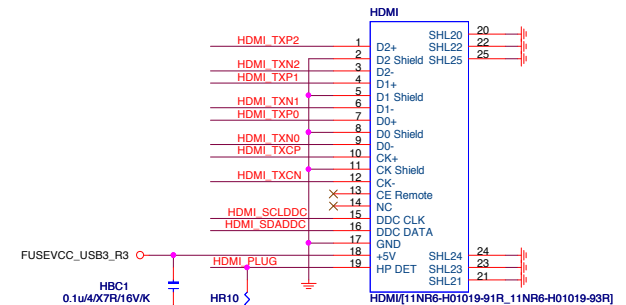 HDMI
HDMI_TXP2 1 D2+ SHL20 20
2 D2 Shield SHL22 22
HDMI_TXN2 3 D2- SHL25 25
HDMI_TXP1 4 D1+
5 D1 Shield
HDMI_TXN1 6 D1-
HDMI_TXP0 7 D0+
8 D0 Shield
HDMI_TXN0 9 D0-
HDMI_TXCP 10 CK+
11 CK Shield
HDMI_TXCN 12 CK-
13 CE Remote
14 NC
HDMI_SCLDDC 15 DDC CLK
HDMI_SDADDC 16 DDC DATA
17 GND
FUSEVCC_USB3_R3 18 +5V SHL24 24
HDMI_PLUG 19 HP DET SHL23 23
SHL21 21
HBC1
0.1u/4/X7R/16V/K HR10 HDMI/[11NR6-H01019-91R_11NR6-H01019-93R]